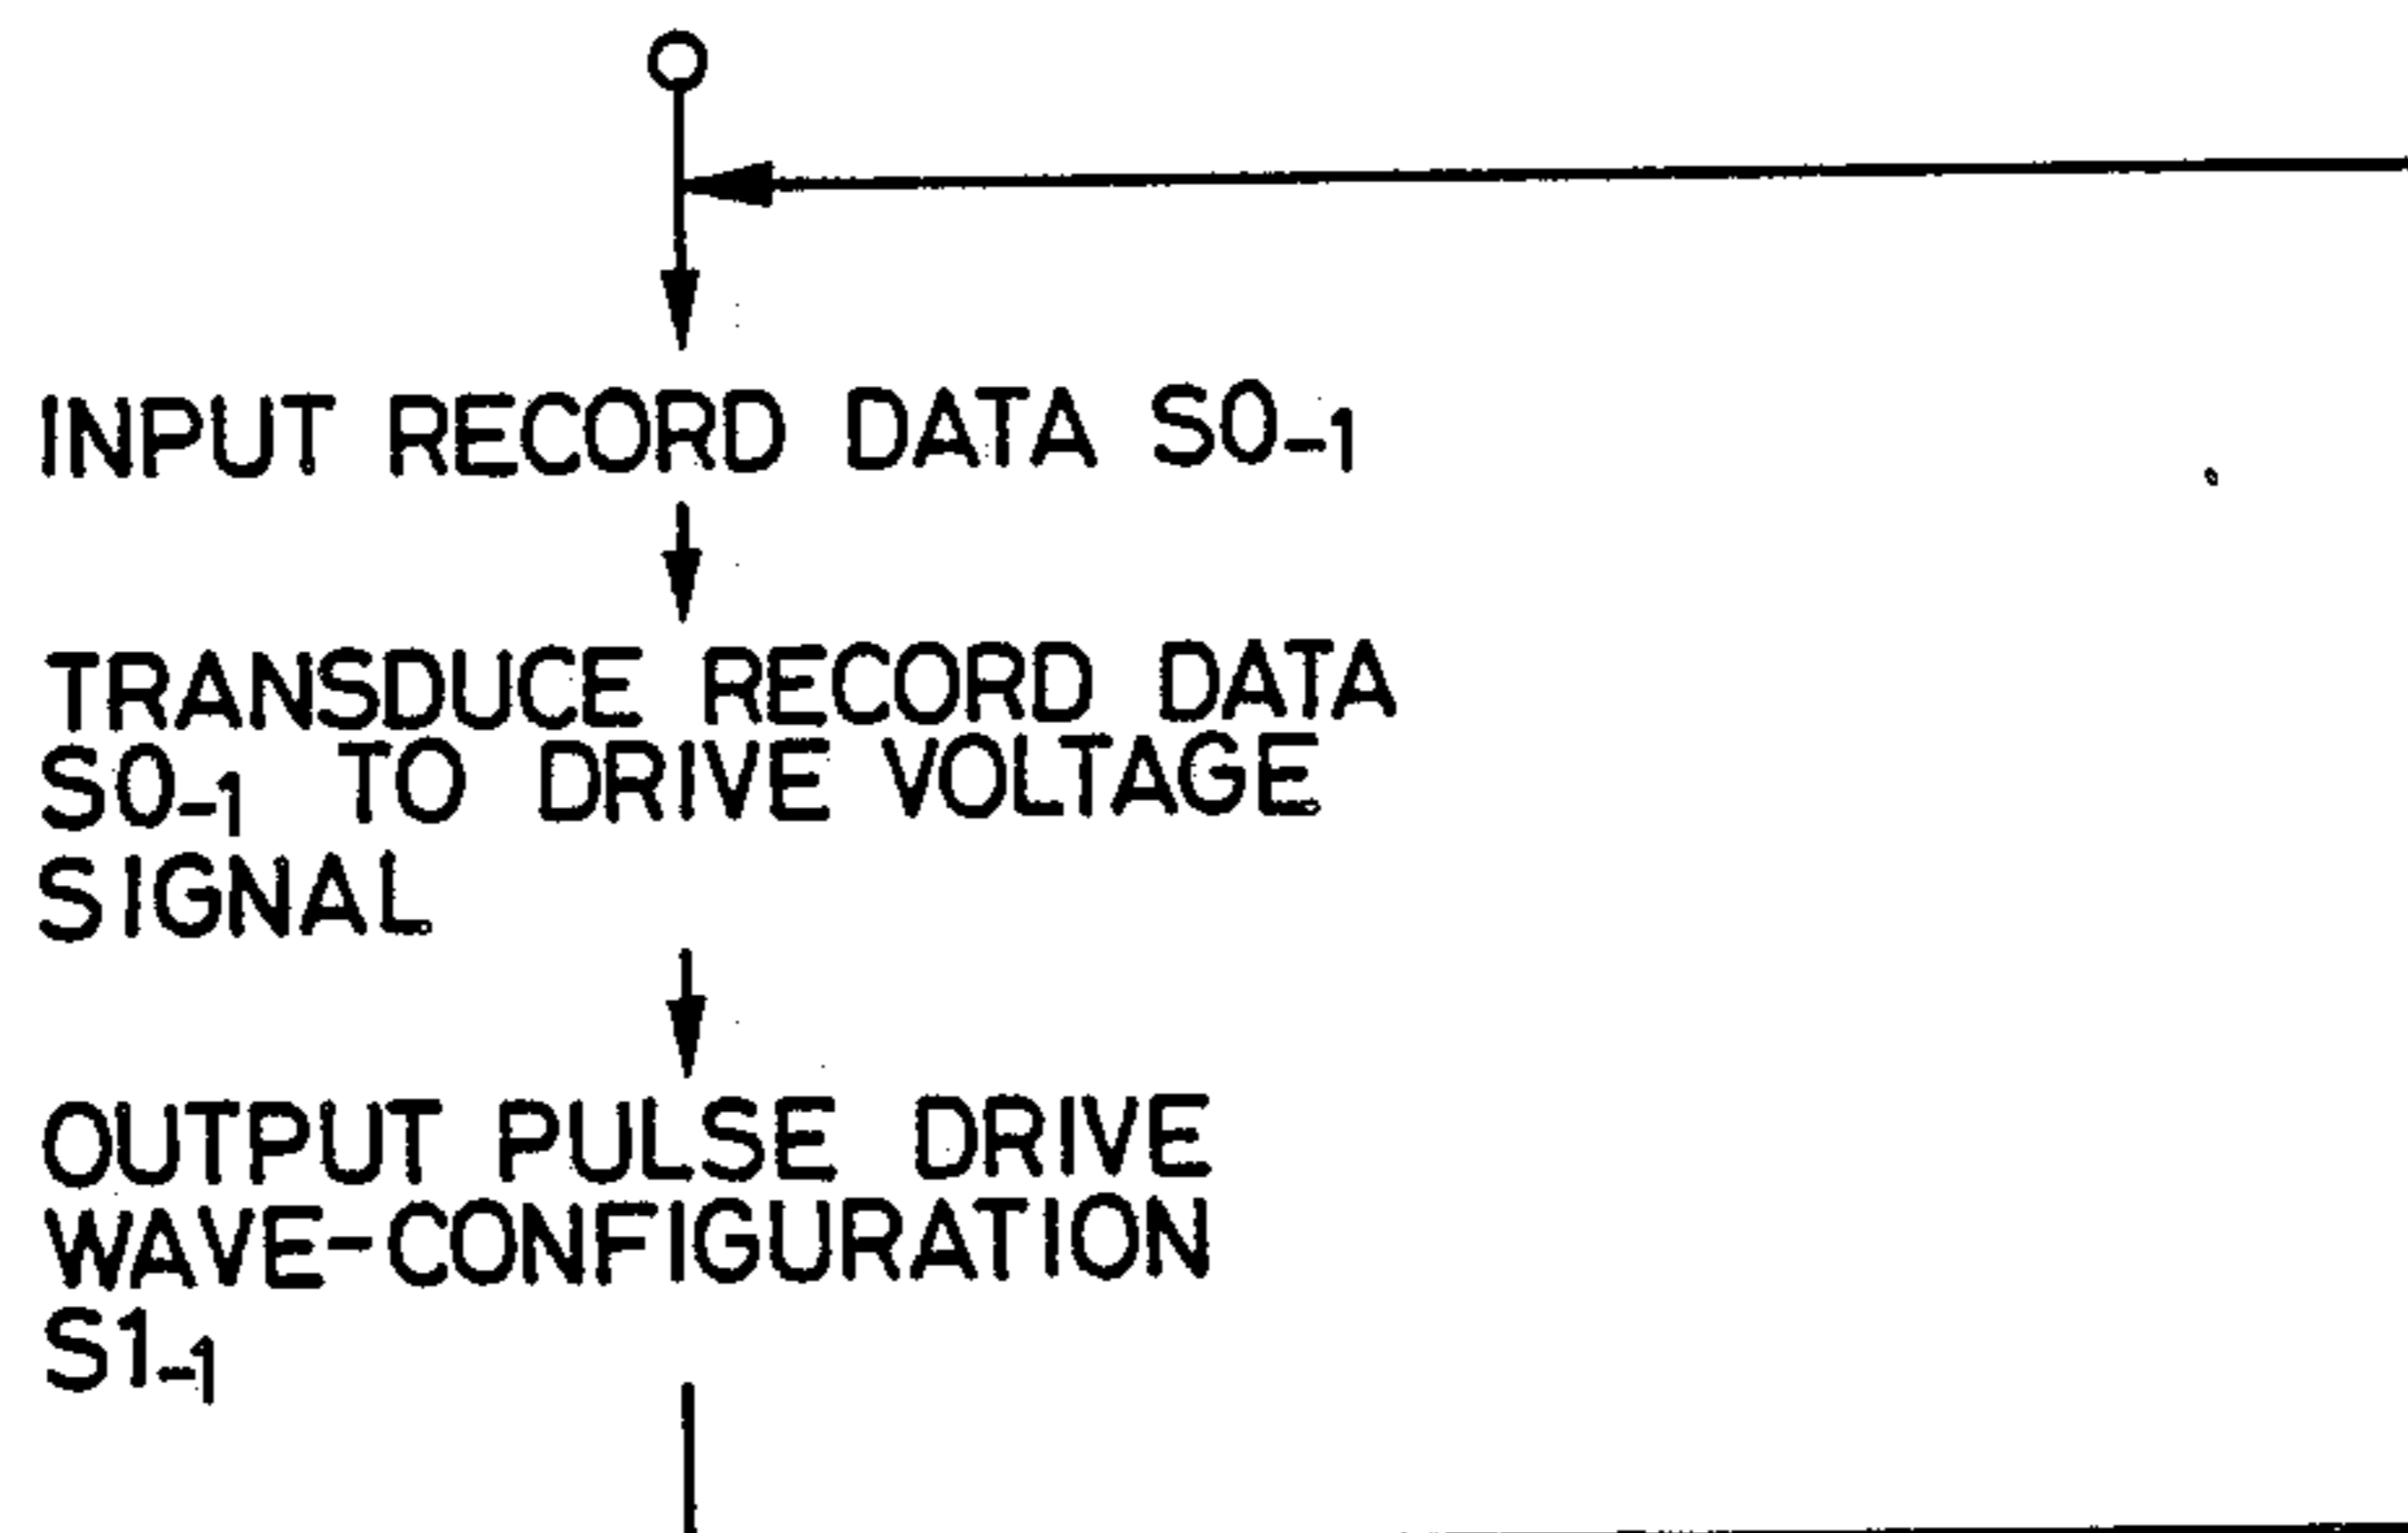 INPUT RECORD DATA S0-1
TRANSDUCE RECORD DATA
S0-1 TO DRIVE VOLTAGE
SIGNAL
OUTPUT PULSE DRIVE
WAVE-CONFIGURATION
S1-1